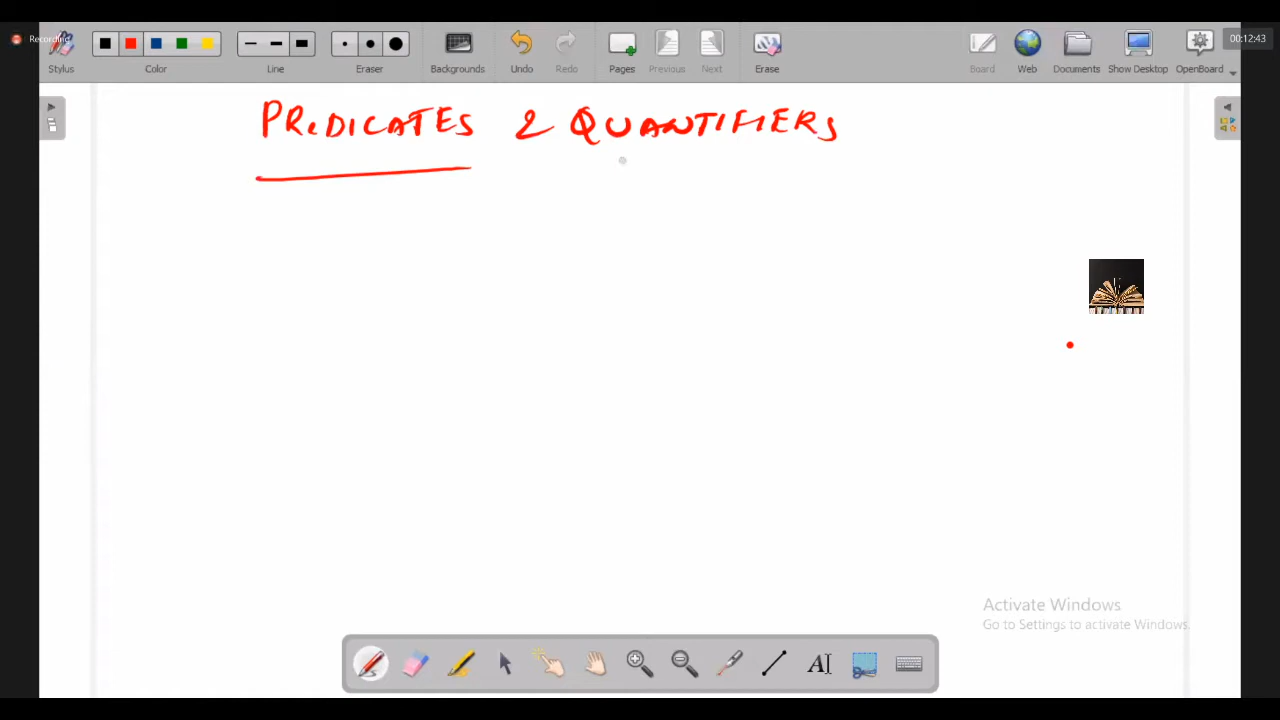 Recording
00:12:43
Stylus Color Line Eraser Backgrounds Undo Redo Pages Previous Next Erase Board Web Documents Show Desktop OpenBoard
PREDICATES & QUANTIFIERS
Activate Windows
Go to Settings to activate Windows.